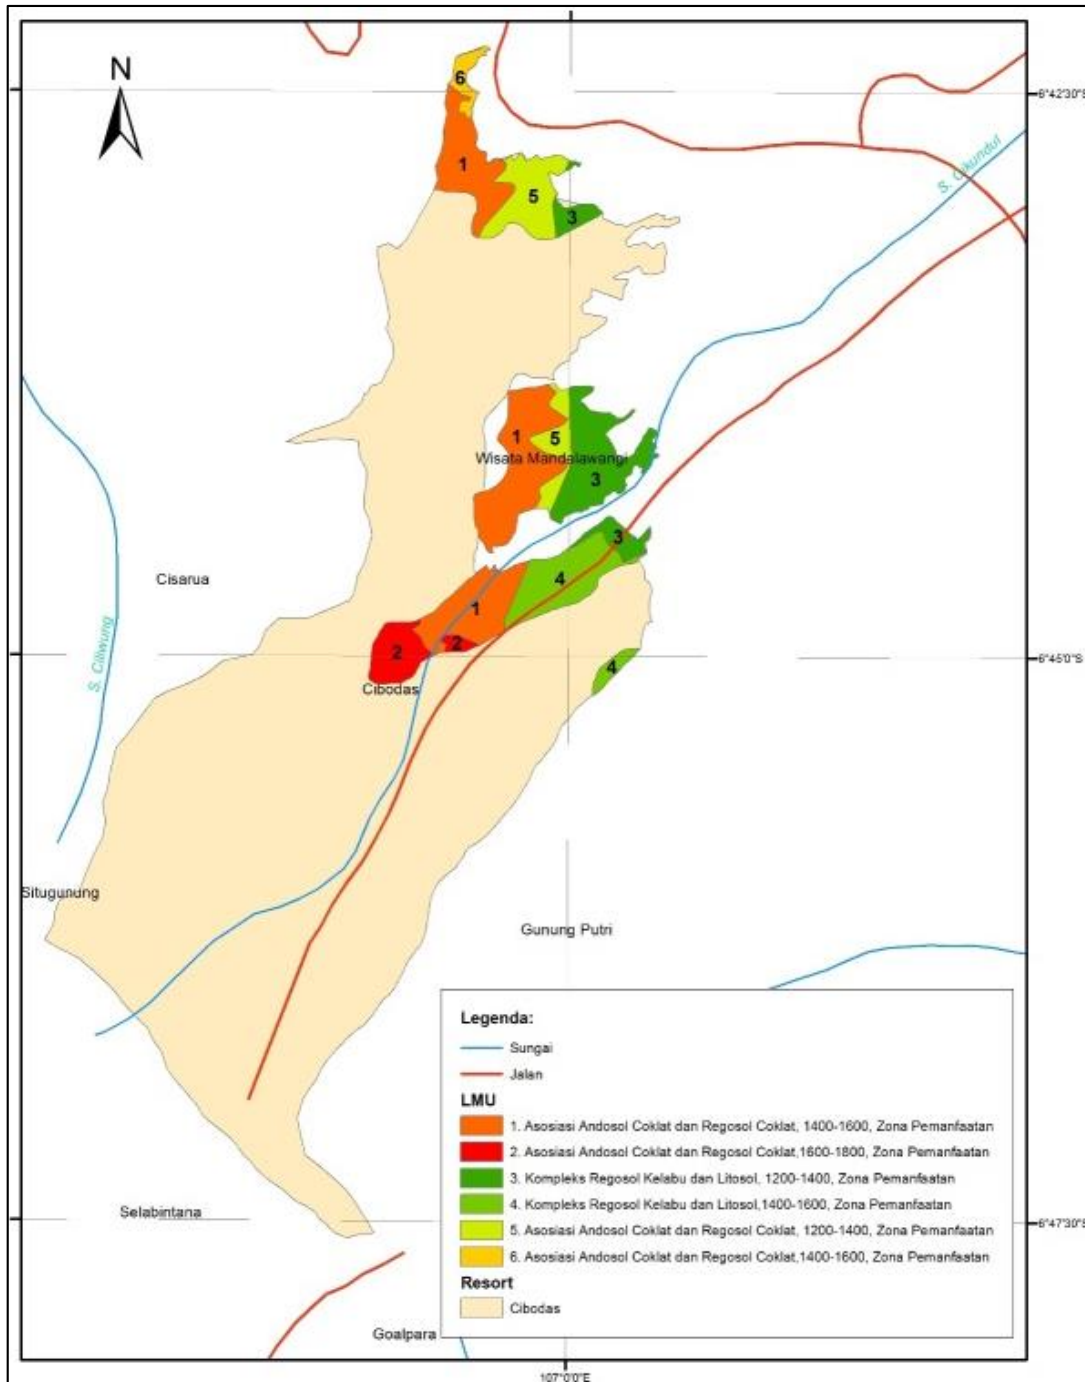 N
6
6°42'30"S
1
5
3
S. Cikundul
1
5
Wisata Mandalawangi
3
3
4
Cisarua
1
2
2
S. Ciliwung
4
6°45'0"S
Cibodas
Situgunung
Gunung Putri
Legenda:
Sungai
Jalan
LMU
1. Asosiasi Andosol Coklat dan Regosol Coklat, 1400-1600, Zona Pemanfaatan
2. Asosiasi Andosol Coklat dan Regosol Coklat,1600-1800, Zona Pemanfaatan
3. Kompleks Regosol Kelabu dan Litosol, 1200-1400, Zona Pemanfaatan
4. Kompleks Regosol Kelabu dan Litosol,1400-1600, Zona Pemanfaatan
5. Asosiasi Andosol Coklat dan Regosol Coklat, 1200-1400, Zona Pemanfaatan
6. Asosiasi Andosol Coklat dan Regosol Coklat,1400-1600, Zona Pemanfaatan
Resort
Cibodas
Selabintana
6°47'30"S
Goalpara
107°0'0"E